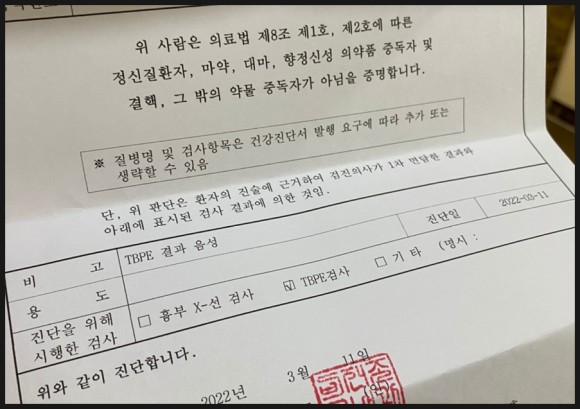 위 사람은 의료법 제8조 제1호, 제2호에 따른
정신질환자, 마약, 대마, 향정신성 의약품 중독자 및
결핵, 그 밖의 약물 중독자가 아님을 증명합니다.
※ 질병명 및 검사항목은 건강진단서 발행 요구에 따라 추가 또는
생략할 수 있음
단, 위 판단은 환자의 진술에 근거하여 검진의사가 1차 면담한 결과와
아래에 표시된 검사 결과에 의한 것임.
비 고 TBPE 결과 음성
용 도 진단일 2022-03-11
진단을 위해
시행한 검사 □ 흉부 X-선 검사 ☑ TBPE검사 □ 기 타 (명시 :
위와 같이 진단합니다.
2022년 3월 11일
(인)